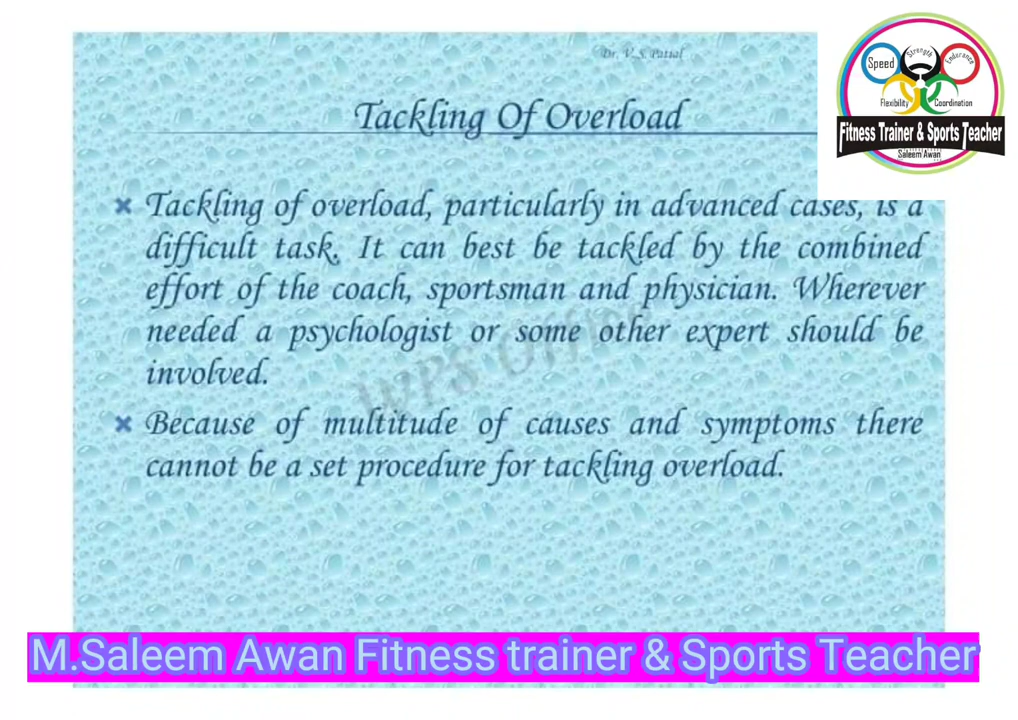 Dr. V. S. Patial
Speed
Strength
Endurance
Flexibility
Coordination
Fitness Trainer & Sports Teacher
Saleem Awan
Tackling Of Overload
Tackling of overload, particularly in advanced cases, is a
difficult task. It can best be tackled by the combined
effort of the coach, sportsman and physician. Wherever
needed a psychologist or some other expert should be
involved.
Because of multitude of causes and symptoms there
cannot be a set procedure for tackling overload.
WPS Office
M.Saleem Awan Fitness trainer & Sports Teacher